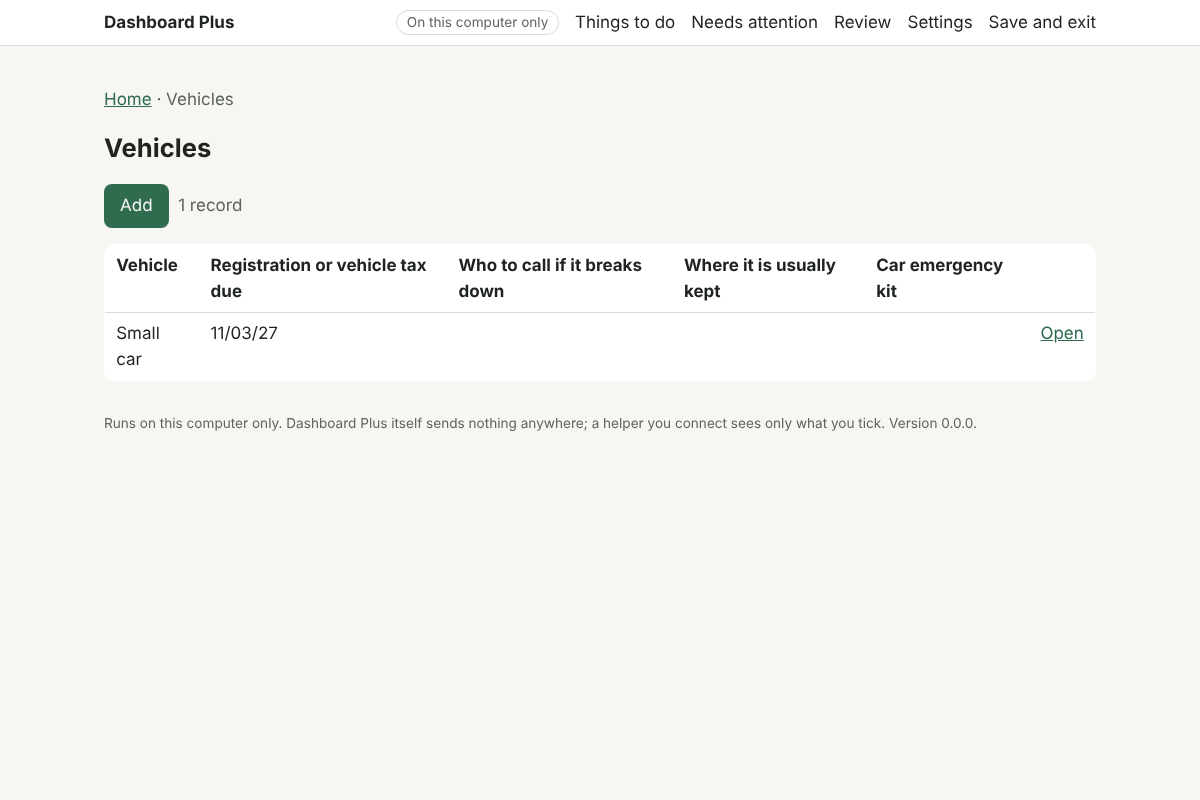 Dashboard Plus
On this computer only Things to do Needs attention Review Settings Save and exit
Home · Vehicles
Vehicles
Add 1 record
Vehicle Registration or vehicle tax due Who to call if it breaks down Where it is usually kept Car emergency kit
Small car 11/03/27 Open
Runs on this computer only. Dashboard Plus itself sends nothing anywhere; a helper you connect sees only what you tick. Version 0.0.0.